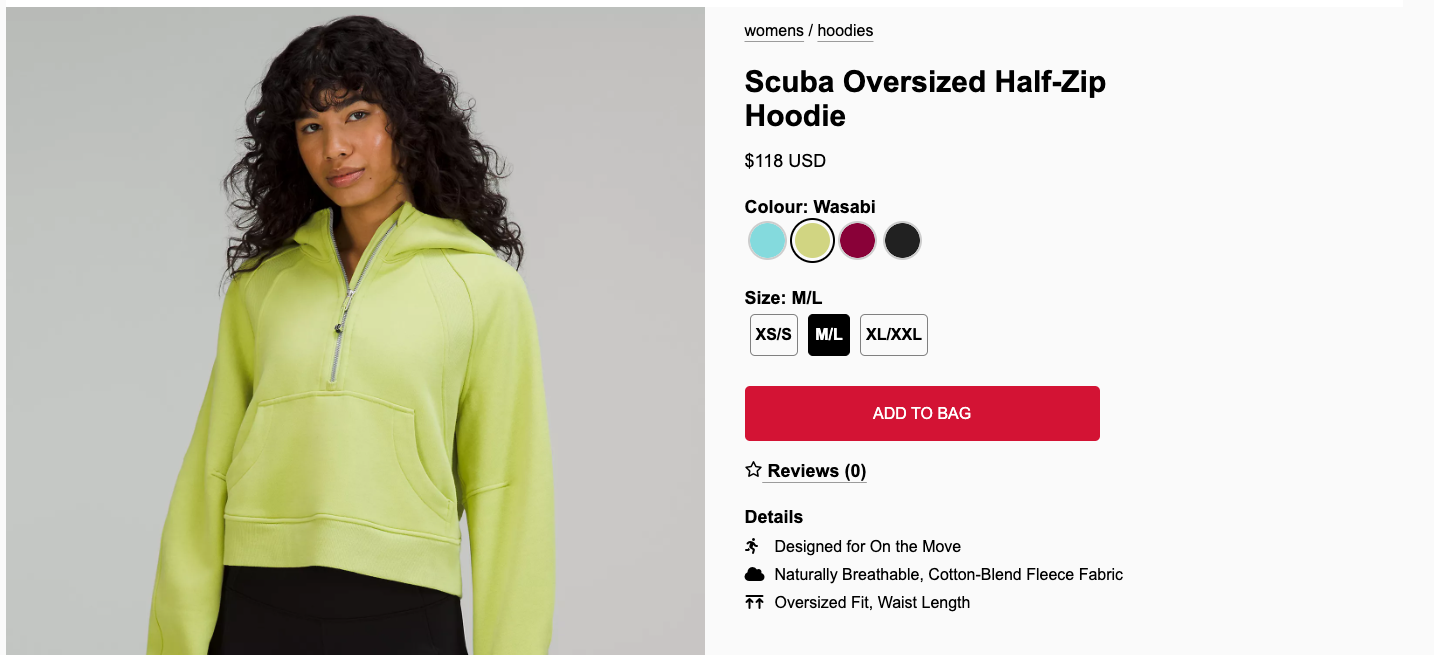 womens / hoodies
Scuba Oversized Half-Zip
Hoodie
$118 USD
Colour: Wasabi
Size: M/L
XS/S M/L XL/XXL
ADD TO BAG
Reviews (0)
Details
Designed for On the Move
Naturally Breathable, Cotton-Blend Fleece Fabric
Oversized Fit, Waist Length